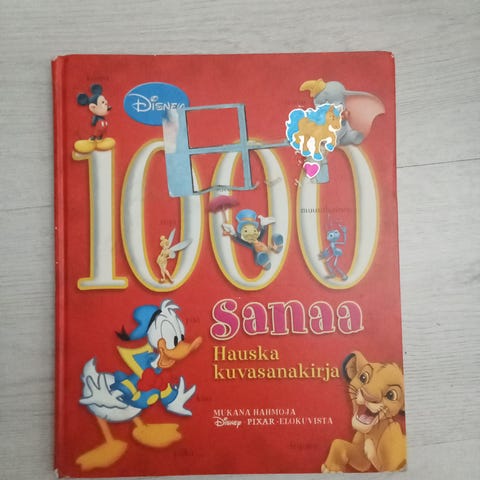 Disney
1000
sanaa
Hauska
kuvasanakirja
MUKANA HAHMOJA
Disney · PIXAR -ELOKUVISTA